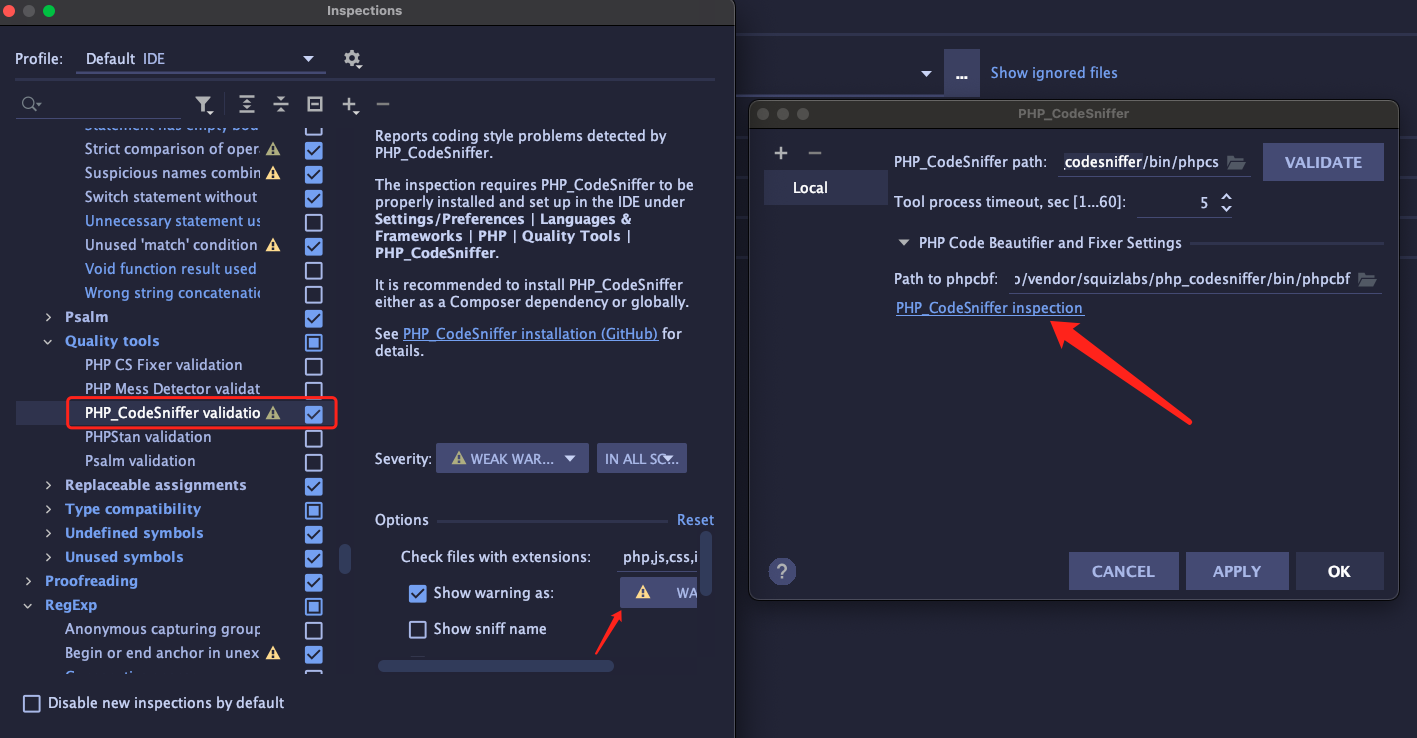 Inspections
Profile:
Default IDE
Strict comparison of oper
Suspicious names combin
Switch statement without
Unnecessary statement us
Unused 'match' condition
Void function result used
Wrong string concatenatio
Psalm
Quality tools
PHP CS Fixer validation
PHP Mess Detector validat
PHP_CodeSniffer validatio
PHPStan validation
Psalm validation
Replaceable assignments
Type compatibility
Undefined symbols
Unused symbols
Proofreading
RegExp
Anonymous capturing group
Begin or end anchor in unex
Disable new inspections by default
Reports coding style problems detected by
PHP_CodeSniffer.
The inspection requires PHP_CodeSniffer to be
properly installed and set up in the IDE under
Settings/Preferences | Languages &
Frameworks | PHP | Quality Tools |
PHP_CodeSniffer.
It is recommended to install PHP_CodeSniffer
either as a Composer dependency or globally.
See PHP_CodeSniffer installation (GitHub) for
details.
Severity:
WEAK WAR...
IN ALL SC...
Options
Reset
Check files with extensions:
php,js,css,i
Show warning as:
WA
Show sniff name
...
Show ignored files
PHP_CodeSniffer
Local
PHP_CodeSniffer path:
codesniffer/bin/phpcs
VALIDATE
Tool process timeout, sec [1...60]:
5
PHP Code Beautifier and Fixer Settings
Path to phpcbf:
o/vendor/squizlabs/php_codesniffer/bin/phpcbf
PHP_CodeSniffer inspection
?
CANCEL
APPLY
OK